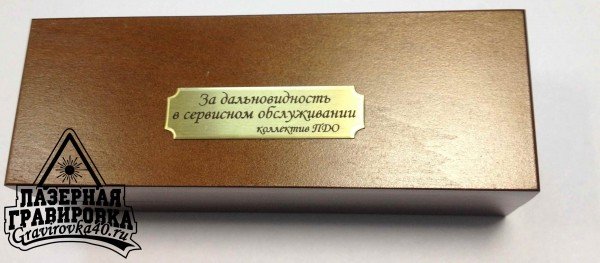 За дальновидность
в сервисном обслуживании
коллектив ПДО
ЛАЗЕРНАЯ
ГРАВИРОВКА
Gravirovka40.ru